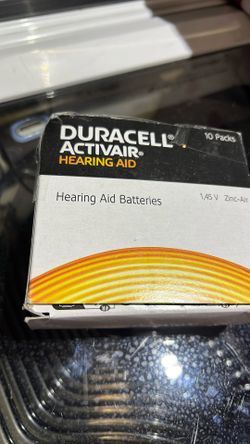 DURACELL® 10 Packs
ACTIVAIR®
HEARING AID
Hearing Aid Batteries 1,45 V Zinc-Air